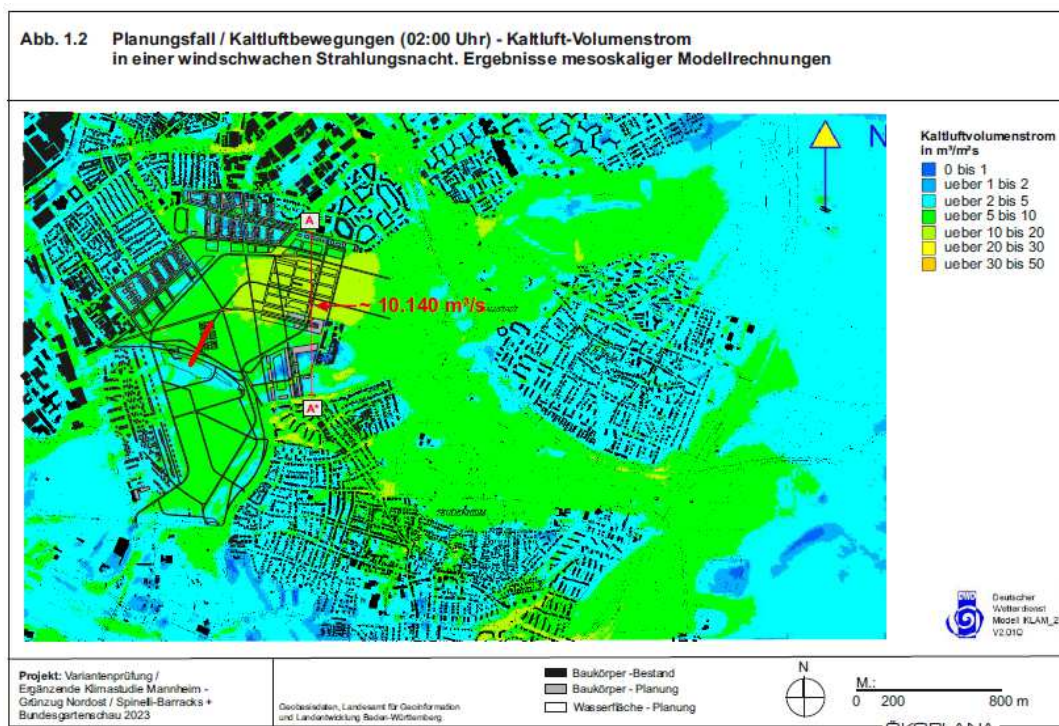 Abb. 1.2 Planungsfall / Kaltluftbewegungen (02:00 Uhr) - Kaltluft-Volumenstrom
in einer windschwachen Strahlungsnacht. Ergebnisse mesoskaliger Modellrechnungen
N
Kaltluftvolumenstrom
in m³/m²s
0 bis 1
ueber 1 bis 2
ueber 2 bis 5
ueber 5 bis 10
ueber 10 bis 20
ueber 20 bis 30
ueber 30 bis 50
A
~ 10.140 m³/s
A*
Deutscher
Wetterdienst
Modell KLAM_2
V2.010
DWD
Projekt: Variantenprüfung /
Ergänzende Klimastudie Mannheim -
Grünzug Nordost / Spinelli-Barracks +
Bundesgartenschau 2023
Geobasisdaten, Landesamt für Geoinformation
und Landentwicklung Baden-Württemberg.
Baukörper -Bestand
Baukörper - Planung
Wasserfläche - Planung
N
M.:
0 200 800 m
ÖKOPLANA